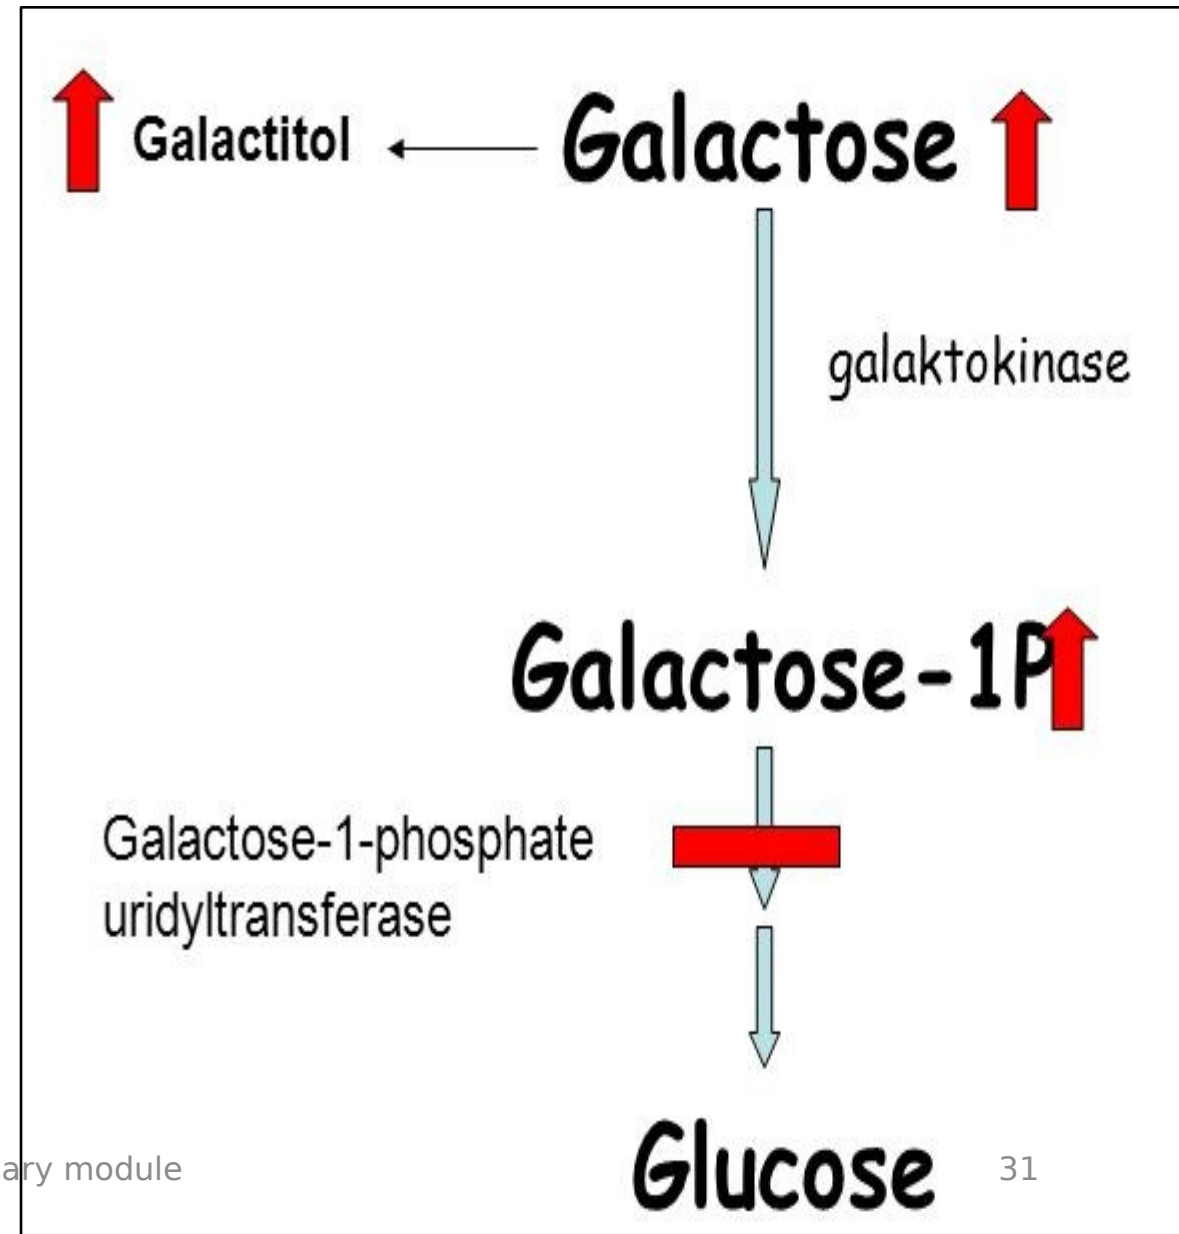 Galactitol
Galactose
galaktokinase
Galactose-1P
Galactose-1-phosphate
uridyltransferase
Glucose
ary module
31